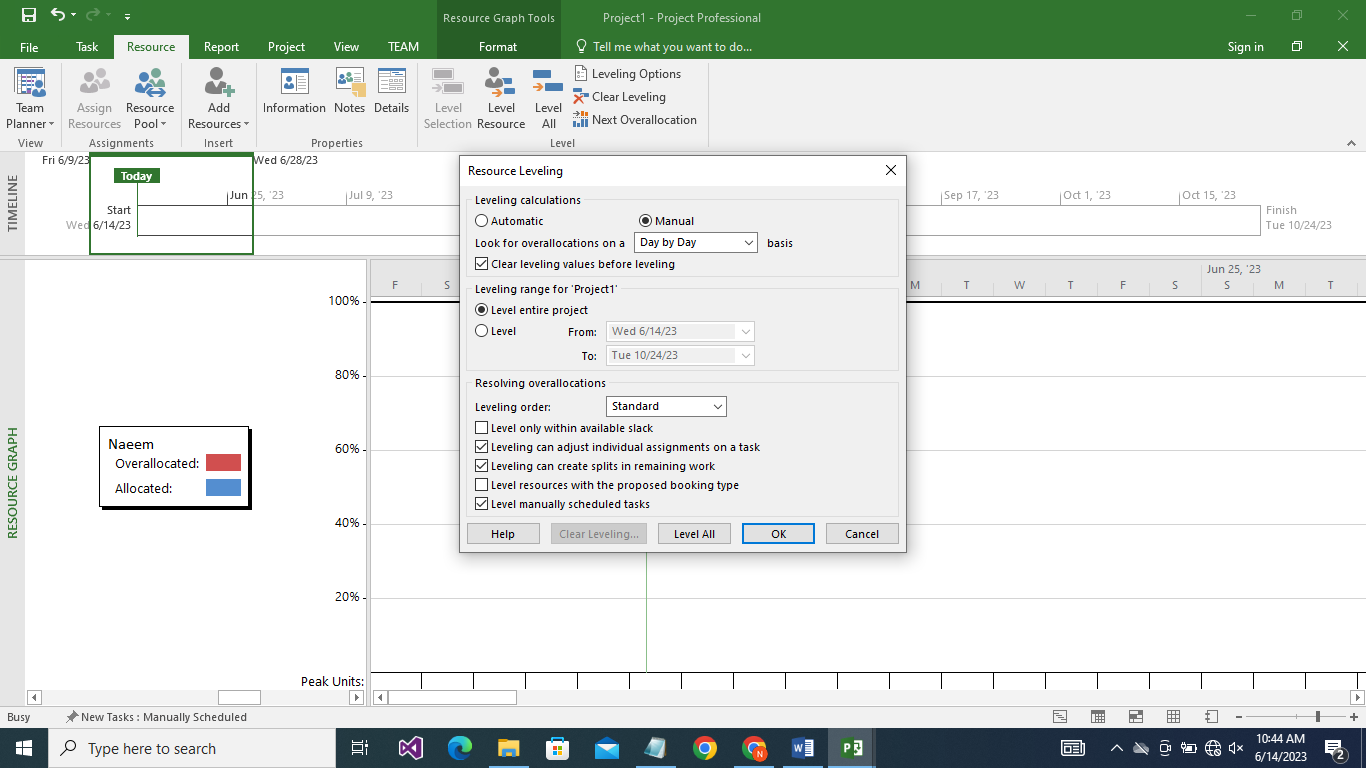 Resource Graph Tools
Project1 - Project Professional
File
Task
Resource
Report
Project
View
TEAM
Format
Tell me what you want to do...
Sign in
Team Planner
Assign Resources
Resource Pool
Add Resources
Information
Notes
Details
Level Selection
Level Resource
Level All
Leveling Options
Clear Leveling
Next Overallocation
View
Assignments
Insert
Properties
Level
TIMELINE
Fri 6/9/23
Wed 6/28/23
Today
Jun 25, '23
Jul 9, '23
Sep 17, '23
Oct 1, '23
Oct 15, '23
Start
Wed 6/14/23
Finish
Tue 10/24/23
Resource Leveling
Leveling calculations
Automatic
Manual
Look for overallocations on a
Day by Day
basis
Clear leveling values before leveling
Leveling range for 'Project1'
Level entire project
Level
From:
Wed 6/14/23
To:
Tue 10/24/23
Resolving overallocations
Leveling order:
Standard
Level only within available slack
Leveling can adjust individual assignments on a task
Leveling can create splits in remaining work
Level resources with the proposed booking type
Level manually scheduled tasks
Help
Clear Leveling...
Level All
OK
Cancel
Jun 25, '23
F S M T W T F S S M T
RESOURCE GRAPH
100%
80%
60%
40%
20%
Naeem
Overallocated:
Allocated:
Peak Units:
Busy
New Tasks : Manually Scheduled
Type here to search
N
10:44 AM
6/14/2023
2